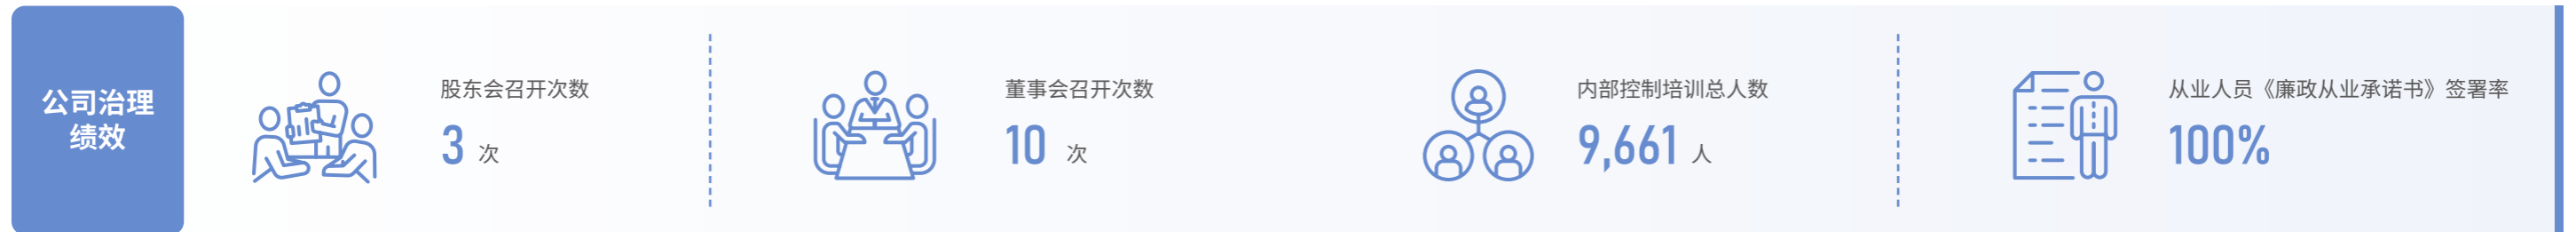 公司治理
绩效
股东会召开次数
3 次
董事会召开次数
10 次
内部控制培训总人数
9,661 人
从业人员《廉政从业承诺书》签署率
100%